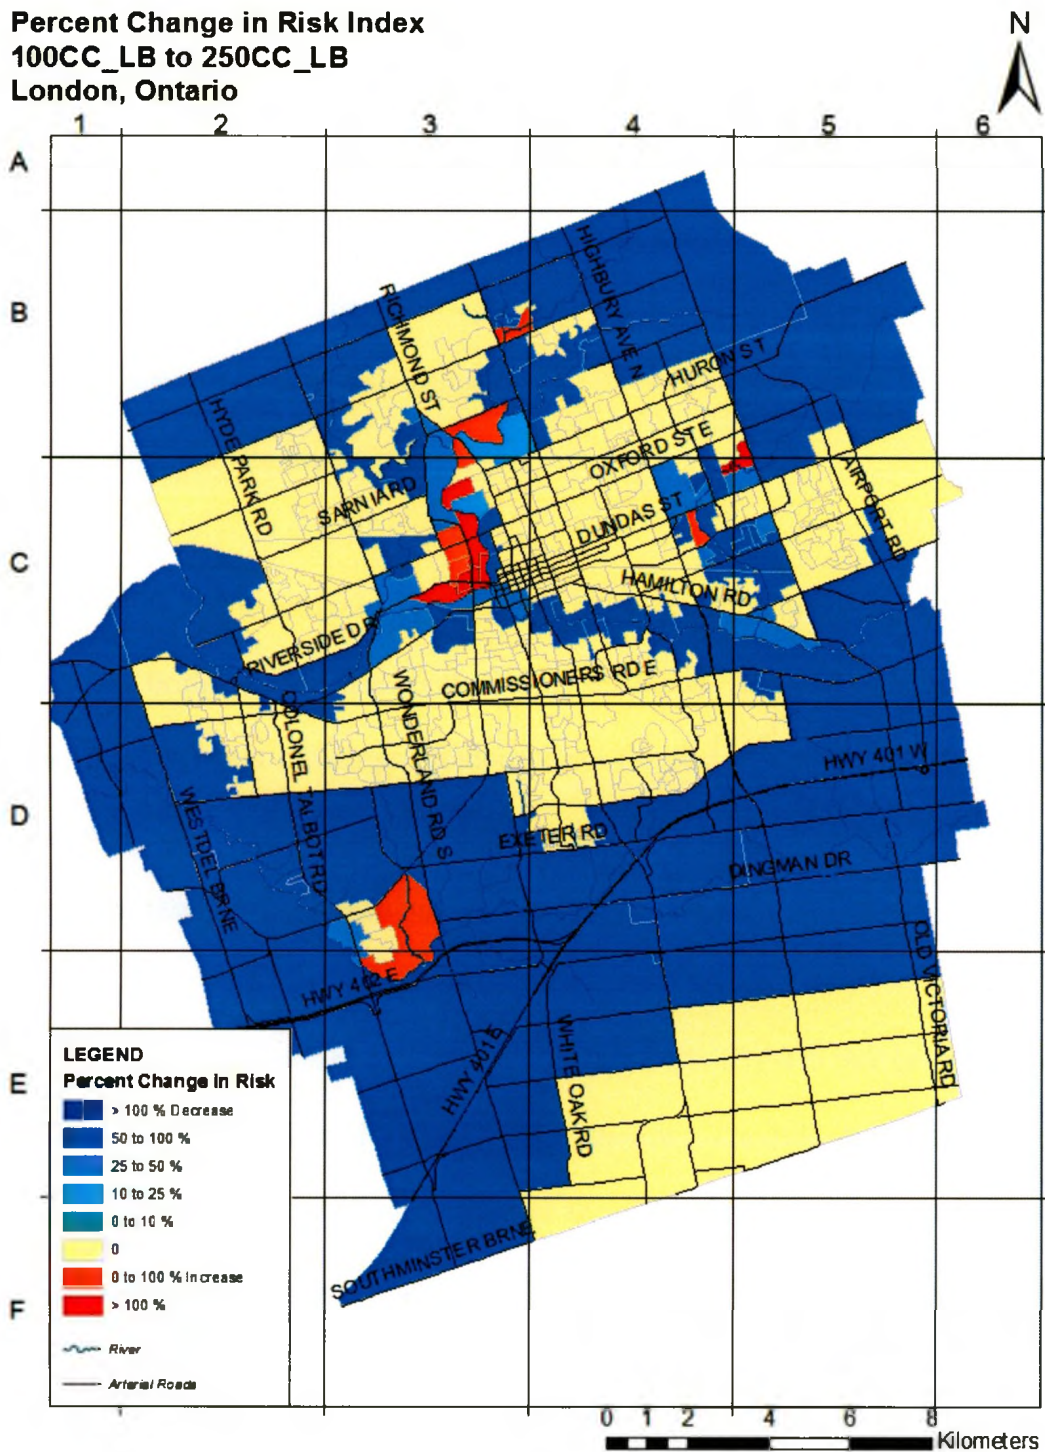 Percent Change in Risk Index
100CC_LB to 250CC_LB
London, Ontario
N
1 2 3 4 5 6
A
B
C
D
E
F
HIGHBURY AVE N
RICHMOND ST
HURON ST
HYDE PARK RD
OXFORD ST E
SARNIA RD
AIRPORT RD
DUNDAS ST
HAMILTON RD
RIVERSIDE DR
COMMISSIONERS RD E
WONDERLAND RD S
COLONEL TALBOT RD
HWY 401 W
WESTDEL BRNE
EXETER RD
DINGMAN DR
OLD VICTORIA RD
HWY 402 E
HWY 401 E
WHITE OAK RD
SOUTHMINSTER BRNE
LEGEND
Percent Change in Risk
> 100 % Decrease
50 to 100 %
25 to 50 %
10 to 25 %
0 to 10 %
0
0 to 100 % Increase
> 100 %
River
Arterial Roads
0 1 2 4 6 8
Kilometers